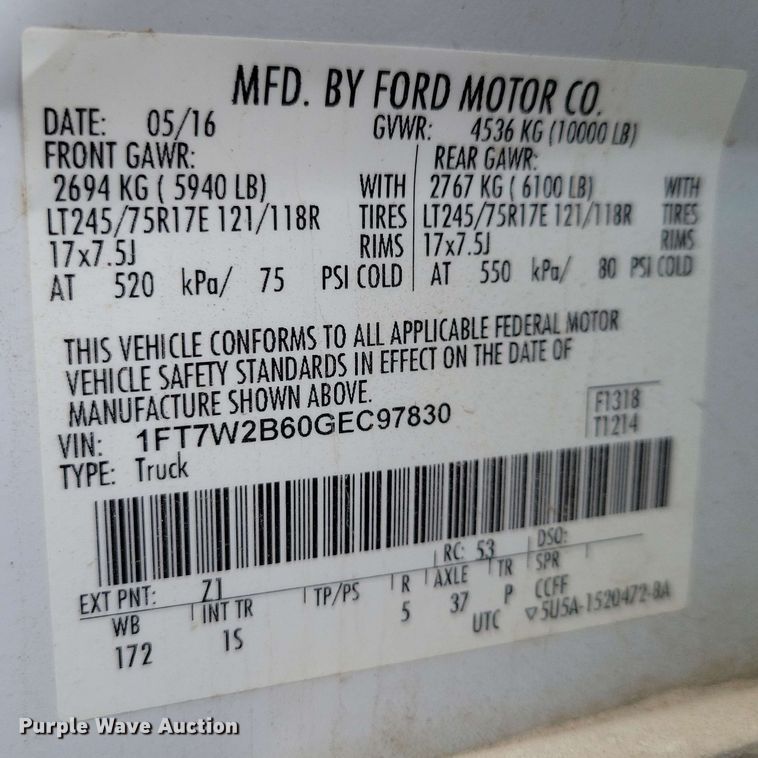 MFD. BY FORD MOTOR CO.
DATE: 05/16 GVWR: 4536 KG (10000 LB)
FRONT GAWR: REAR GAWR:
2694 KG ( 5940 LB) WITH 2767 KG ( 6100 LB) WITH
LT245/75R17E 121/118R TIRES LT245/75R17E 121/118R TIRES
17x7.5J RIMS 17x7.5J RIMS
AT 520 kPa/ 75 PSI COLD AT 550 kPa/ 80 PSI COLD
THIS VEHICLE CONFORMS TO ALL APPLICABLE FEDERAL MOTOR
VEHICLE SAFETY STANDARDS IN EFFECT ON THE DATE OF
MANUFACTURE SHOWN ABOVE.
VIN: 1FT7W2B60GEC97830 F1318
TYPE: Truck T1214
EXT PNT: Z1 RC: 53 DSO:
WB INT TR TP/PS R AXLE TR SPR
172 1S 5 37 P CCFF
UTC ▽5U5A-1520472-BA
Purple Wave Auction